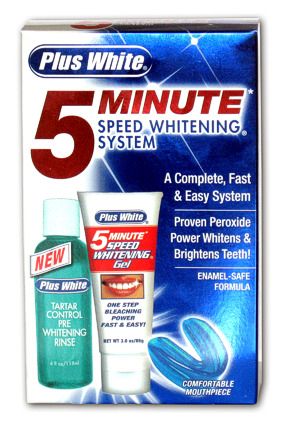 Plus White®
5 MINUTE*
SPEED WHITENING®
SYSTEM
A Complete, Fast
& Easy System
Proven Peroxide
Power Whitens &
Brightens Teeth!
ENAMEL-SAFE
FORMULA
NEW
Plus White®
TARTAR
CONTROL
PRE
WHITENING
RINSE
4 fl oz/118ml
Plus White®
5 MINUTE*
SPEED
WHITENING®
Gel
ONE STEP
BLEACHING
POWER
FAST & EASY!
NET WT 3.0 oz/85g
COMFORTABLE
MOUTHPIECE